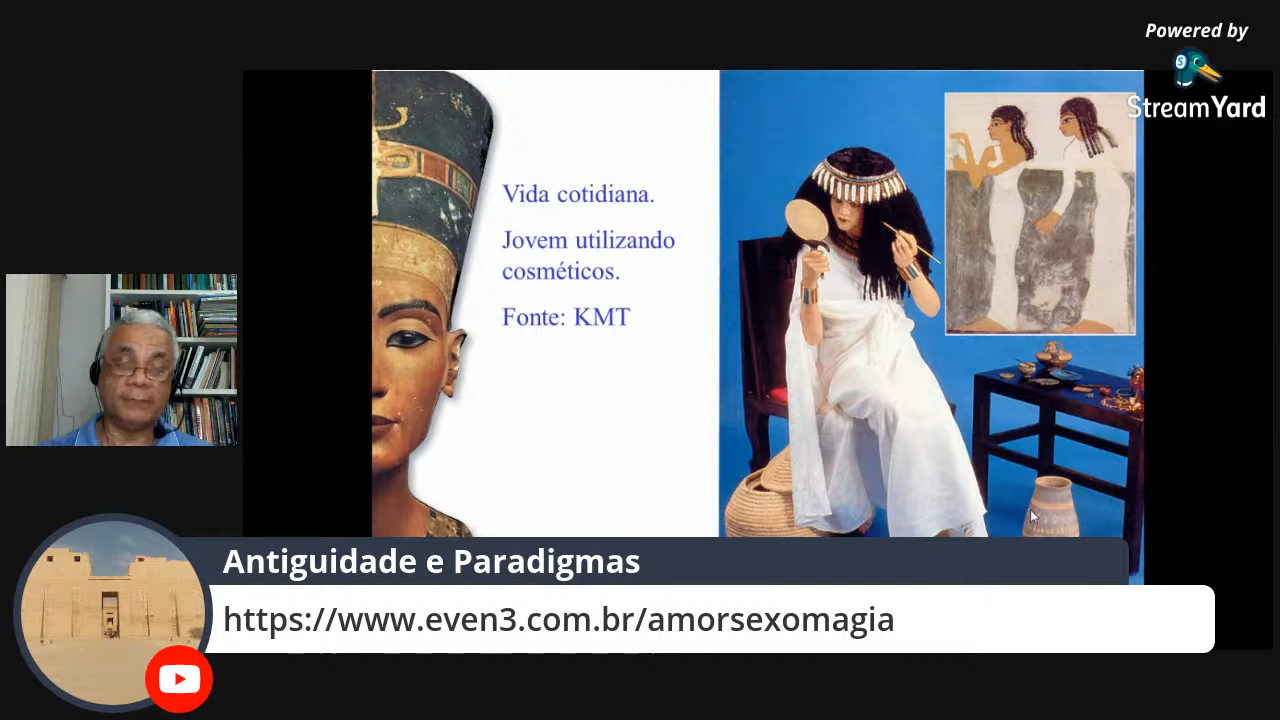 Powered by
StreamYard
Vida cotidiana.
Jovem utilizando
cosméticos.
Fonte: KMT
Antiguidade e Paradigmas
https://www.even3.com.br/amorsexomagia